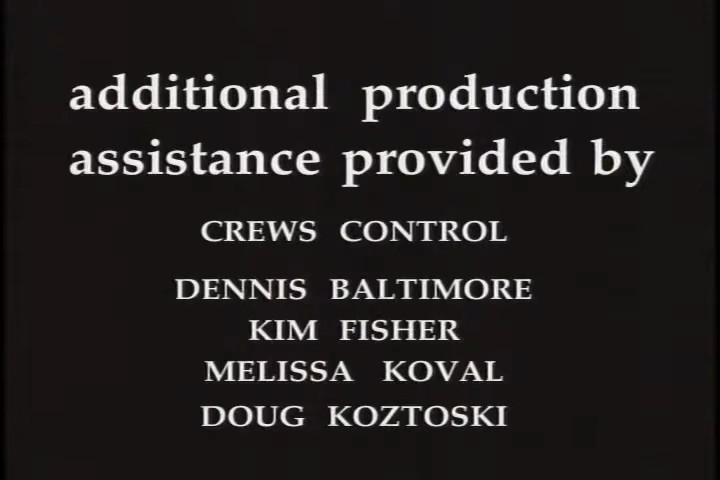 additional production
assistance provided by
CREWS CONTROL
DENNIS BALTIMORE
KIM FISHER
MELISSA KOVAL
DOUG KOZTOSKI